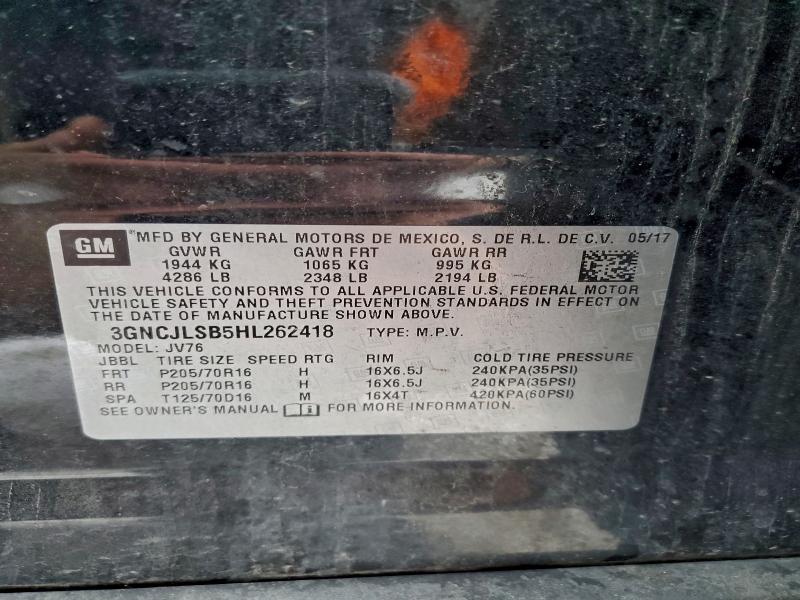 GM ® MFD BY GENERAL MOTORS DE MEXICO, S. DE R.L. DE C.V. 05/17
GVWR GAWR FRT GAWR RR
1944 KG 1065 KG 995 KG
4286 LB 2348 LB 2194 LB
THIS VEHICLE CONFORMS TO ALL APPLICABLE U.S. FEDERAL MOTOR
VEHICLE SAFETY AND THEFT PREVENTION STANDARDS IN EFFECT ON
THE DATE OF MANUFACTURE SHOWN ABOVE.
3GNCJLSB5HL262418 TYPE: M.P.V.
MODEL: JV76
JBBL TIRE SIZE SPEED RTG RIM COLD TIRE PRESSURE
FRT P205/70R16 H 16X6.5J 240KPA(35PSI)
RR P205/70R16 H 16X6.5J 240KPA(35PSI)
SPA T125/70D16 M 16X4T 420KPA(60PSI)
SEE OWNER'S MANUAL FOR MORE INFORMATION.